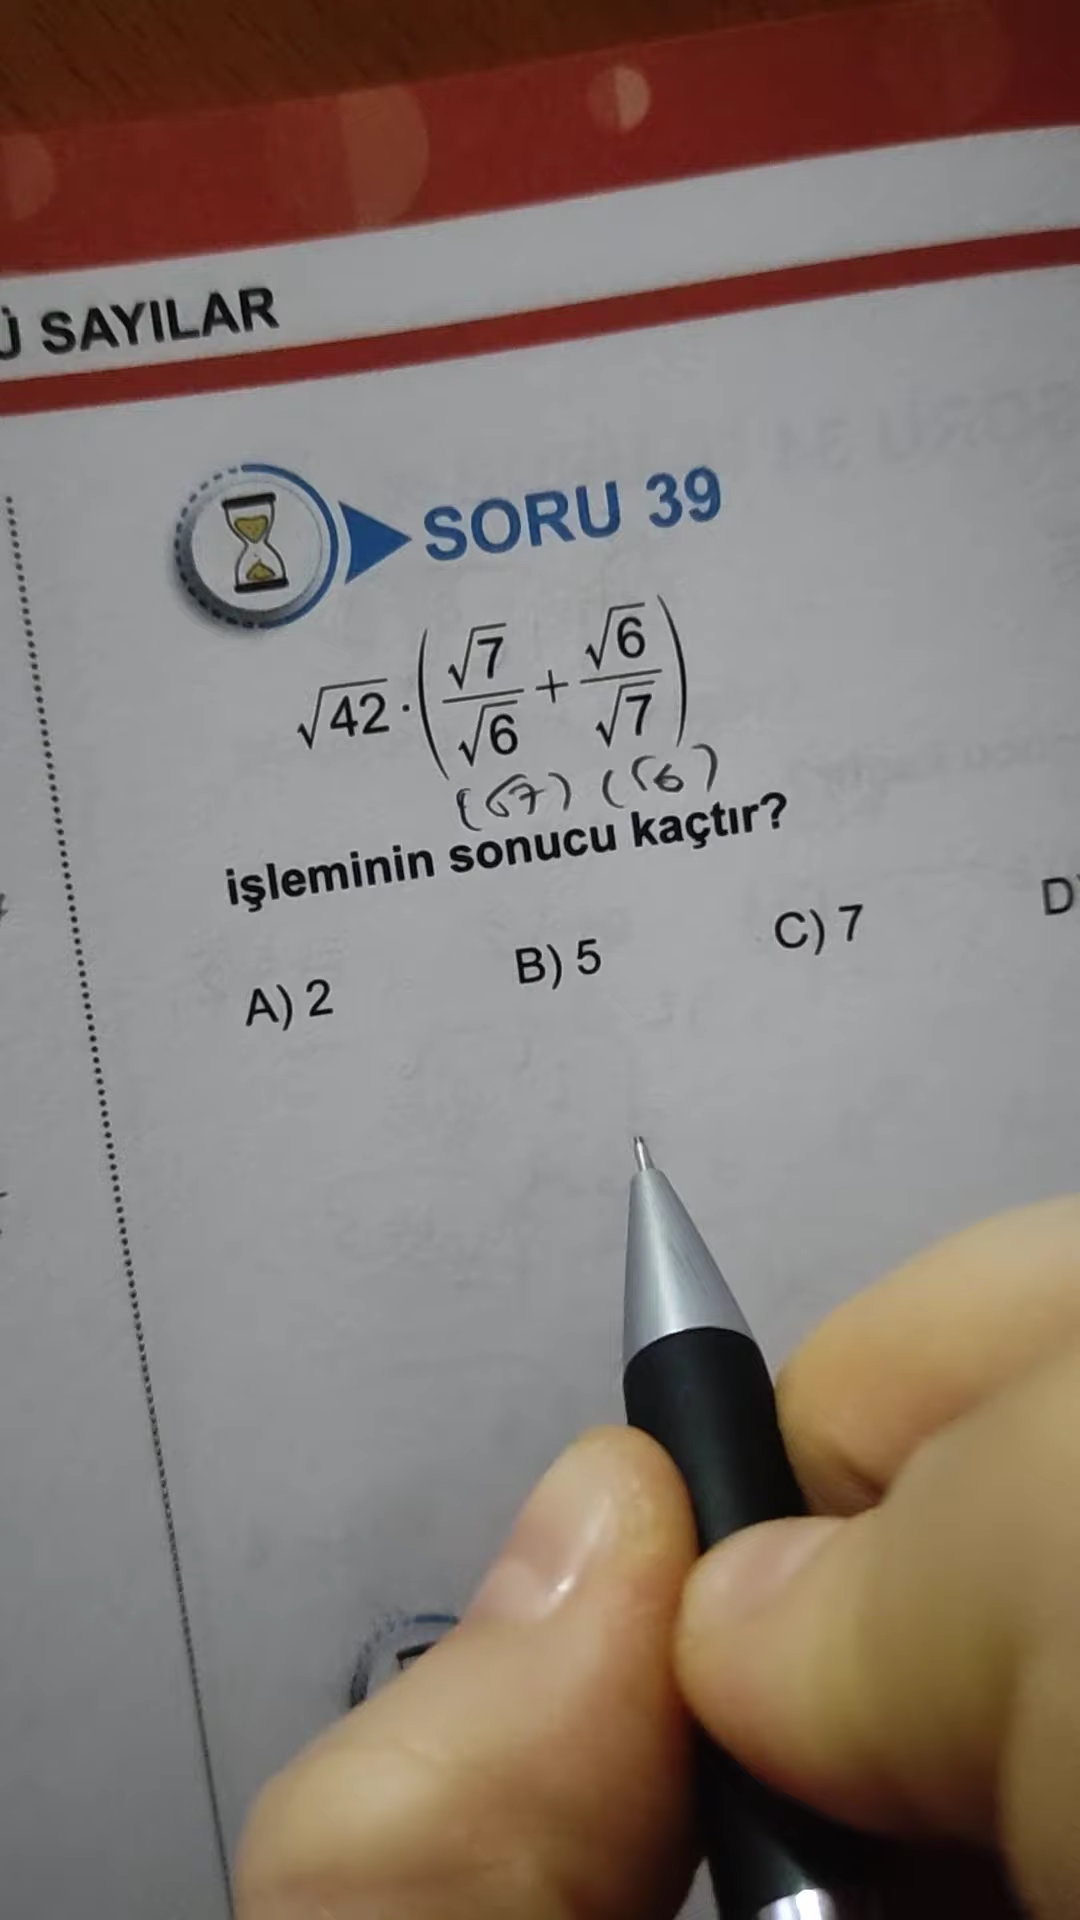 Ü SAYILAR
SORU 39
√42 · (√7/√6 + √6/√7)
(√7) (√6)
işleminin sonucu kaçtır?
A) 2 B) 5 C) 7 D)